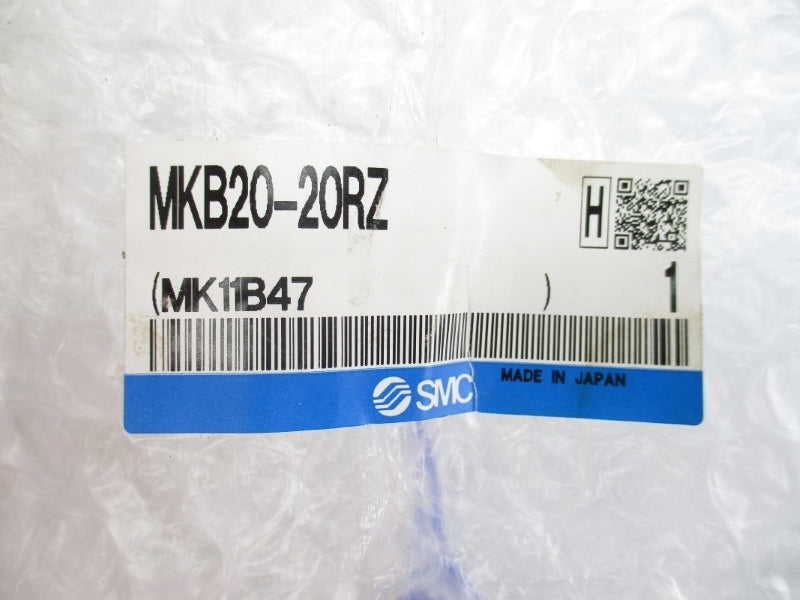 MKB20-20RZ
H
(MK11B47 )
1
SMC
MADE IN JAPAN